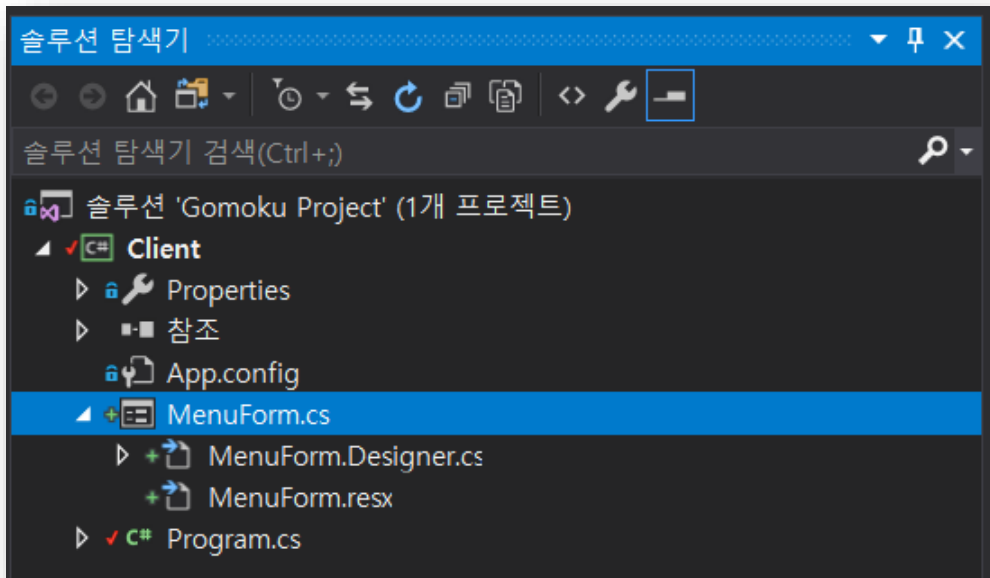 솔루션 탐색기
솔루션 탐색기 검색(Ctrl+;)
솔루션 'Gomoku Project' (1개 프로젝트)
C# Client
Properties
참조
App.config
MenuForm.cs
MenuForm.Designer.cs
MenuForm.resx
C# Program.cs